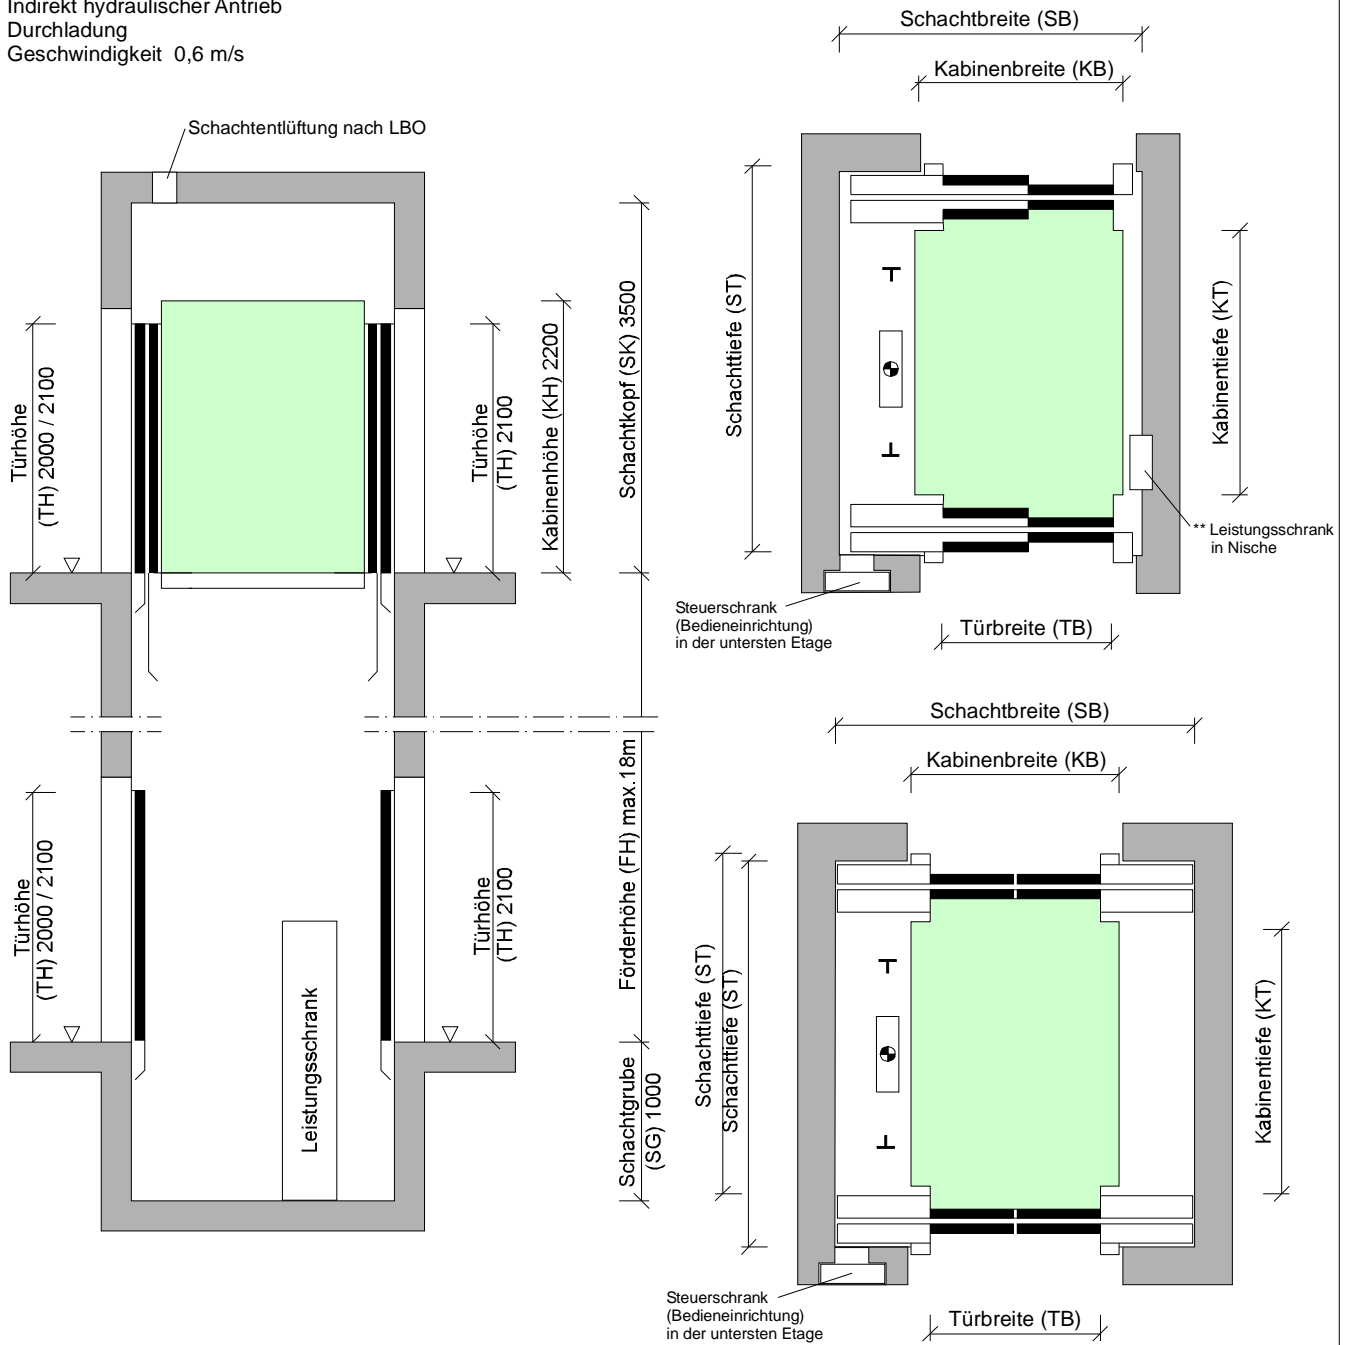 Indirekt hydraulischer Antrieb
Durchladung
Geschwindigkeit 0,6 m/s
Schachtentlüftung nach LBO
Türhöhe
(TH) 2000 / 2100
Türhöhe
(TH) 2100
Kabinenhöhe (KH) 2200
Schachtkopf (SK) 3500
Türhöhe
(TH) 2000 / 2100
Leistungsschrank
Türhöhe
(TH) 2100
Förderhöhe (FH) max.18m
Schachtgrube
(SG) 1000
Schachtbreite (SB)
Kabinenbreite (KB)
Schachttiefe (ST)
Kabinentiefe (KT)
** Leistungsschrank
in Nische
Steuerschrank
(Bedieneinrichtung)
in der untersten Etage
Türbreite (TB)
Schachtbreite (SB)
Kabinenbreite (KB)
Schachttiefe (ST)
Schachttiefe (ST)
Kabinentiefe (KT)
Steuerschrank
(Bedieneinrichtung)
in der untersten Etage
Türbreite (TB)